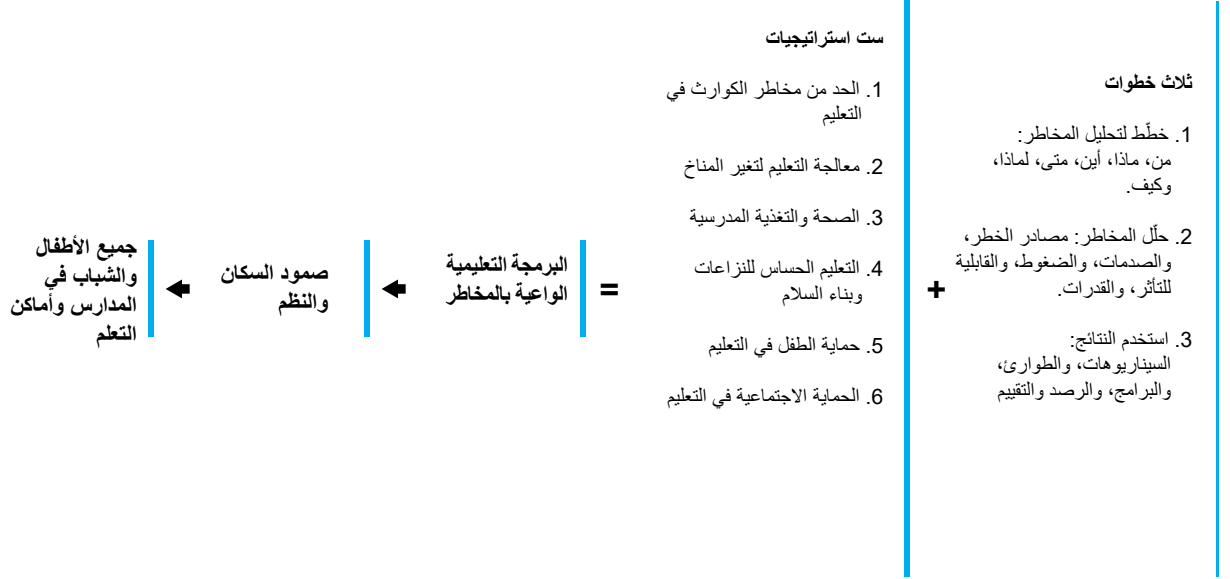 ثلاث خطوات
1. خطّط لتحليل المخاطر:
من، ماذا، أين، متى، لماذا،
وكيف.
2. حلّل المخاطر: مصادر الخطر،
والصدمات، والضغوط، والقابلية
للتأثر، والقدرات.
3. استخدم النتائج:
السيناريوهات، والطوارئ،
والبرامج، والرصد والتقييم
+
ست استراتيجيات
1. الحد من مخاطر الكوارث في
التعليم
2. معالجة التعليم لتغير المناخ
3. الصحة والتغذية المدرسية
4. التعليم الحساس للنزاعات
وبناء السلام
5. حماية الطفل في التعليم
6. الحماية الاجتماعية في التعليم
=
البرمجة التعليمية
الواعية بالمخاطر
صمود السكان
والنظم
جميع الأطفال
والشباب في
المدارس وأماكن
التعلم